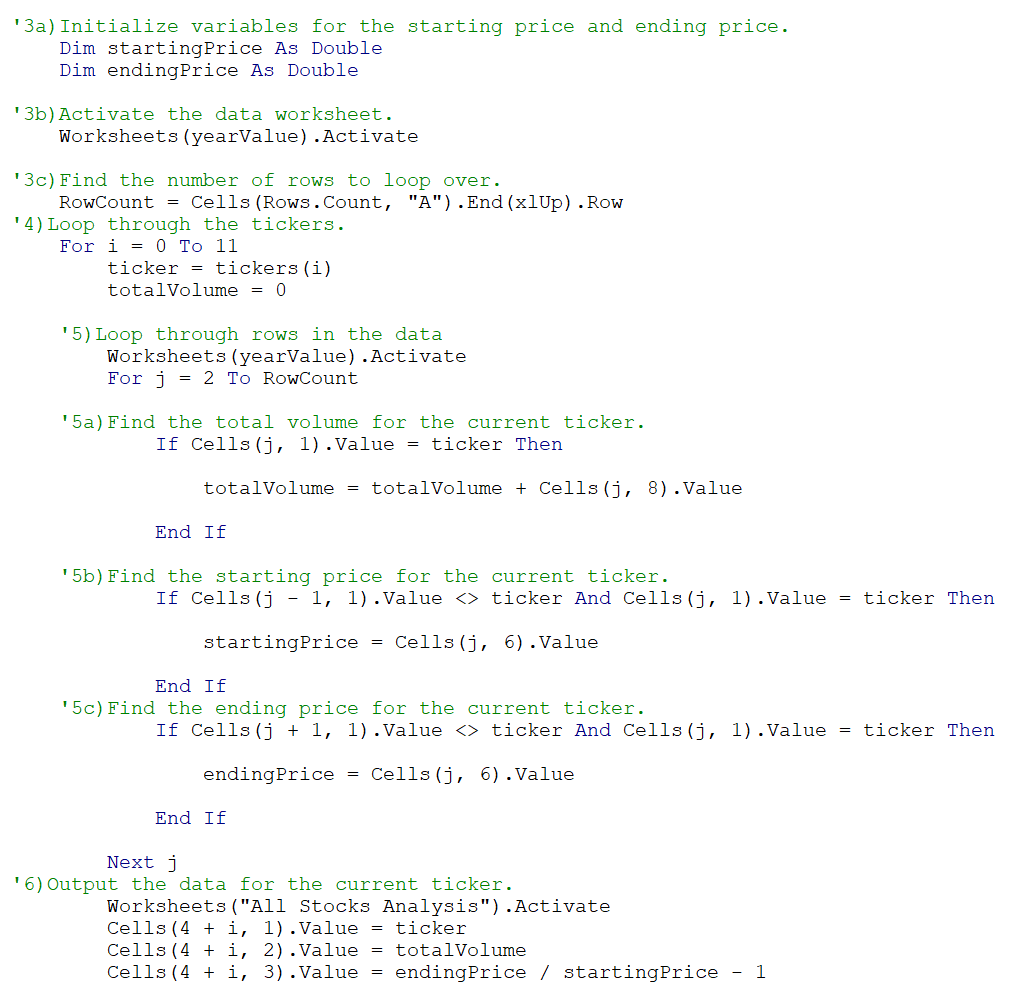 '3a)Initialize variables for the starting price and ending price.
    Dim startingPrice As Double
    Dim endingPrice As Double
'3b)Activate the data worksheet.
    Worksheets(yearValue).Activate
'3c)Find the number of rows to loop over.
    RowCount = Cells(Rows.Count, "A").End(xlUp).Row
'4)Loop through the tickers.
    For i = 0 To 11
        ticker = tickers(i)
        totalVolume = 0
    '5)Loop through rows in the data
        Worksheets(yearValue).Activate
        For j = 2 To RowCount
    '5a)Find the total volume for the current ticker.
            If Cells(j, 1).Value = ticker Then
                totalVolume = totalVolume + Cells(j, 8).Value
            End If
    '5b)Find the starting price for the current ticker.
            If Cells(j - 1, 1).Value <> ticker And Cells(j, 1).Value = ticker Then
                startingPrice = Cells(j, 6).Value
            End If
    '5c)Find the ending price for the current ticker.
            If Cells(j + 1, 1).Value <> ticker And Cells(j, 1).Value = ticker Then
                endingPrice = Cells(j, 6).Value
            End If
        Next j
'6)Output the data for the current ticker.
        Worksheets("All Stocks Analysis").Activate
        Cells(4 + i, 1).Value = ticker
        Cells(4 + i, 2).Value = totalVolume
        Cells(4 + i, 3).Value = endingPrice / startingPrice - 1